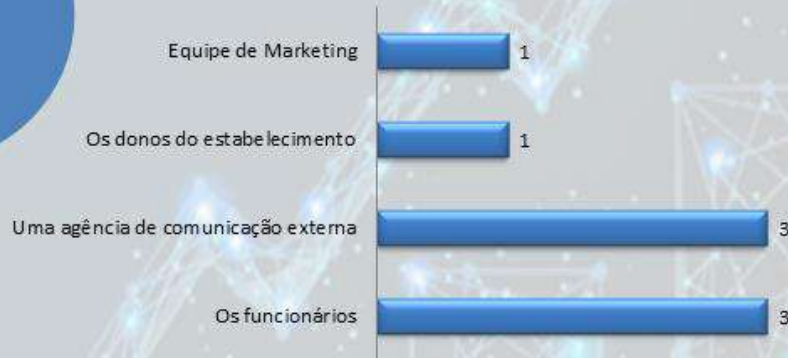 Equipe de Marketing 1
Os donos do estabelecimento 1
Uma agência de comunicação externa 3
Os funcionários 3